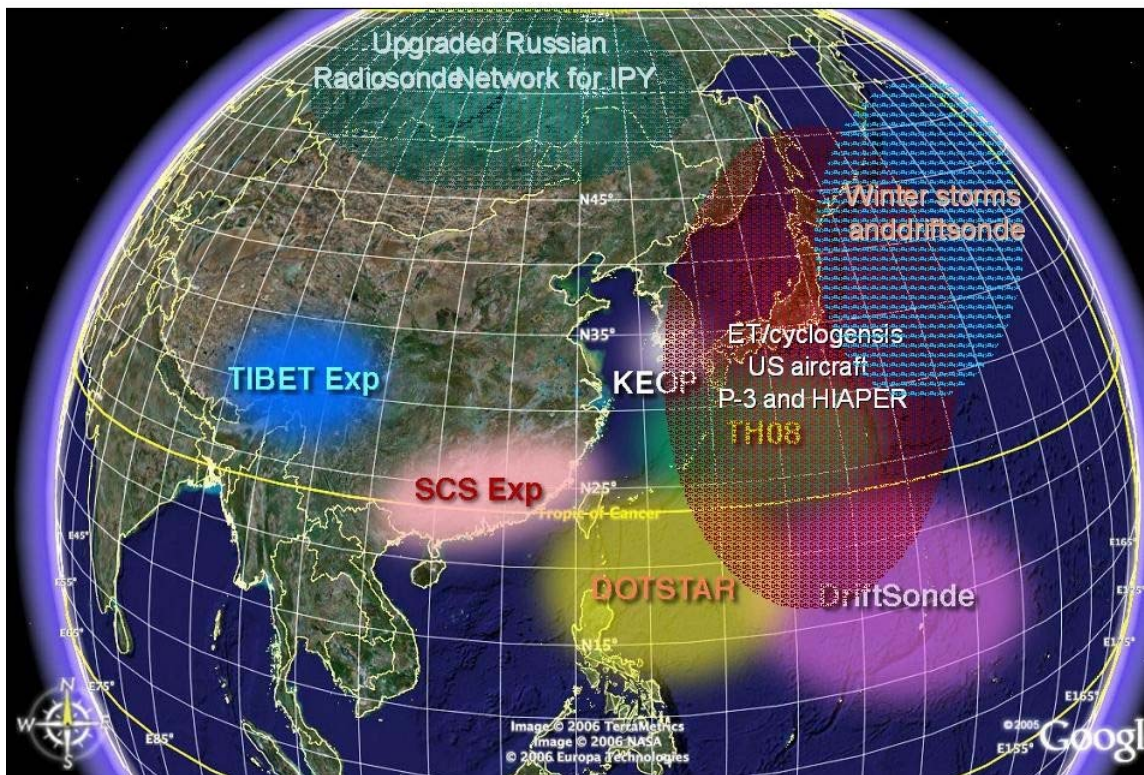 Upgraded Russian
RadiosondeNetwork for IPY
N45°
Winter storms
anddriftsonde
N35°
ET/cyclogensis
US aircraft
P-3 and HIAPER
TIBET Exp
KEOP
TH08
SCS Exp
N25°
Tropic of Cancer
E45°
E165°
E55°
DOTSTAR
DriftSonde
E65°
N15°
E175°
E75°
E165°
N
W
E
S
E85°
E155°
Image © 2006 TerraMetrics
Image © 2006 NASA
© 2006 Europa Technologies
© 2005
Googl